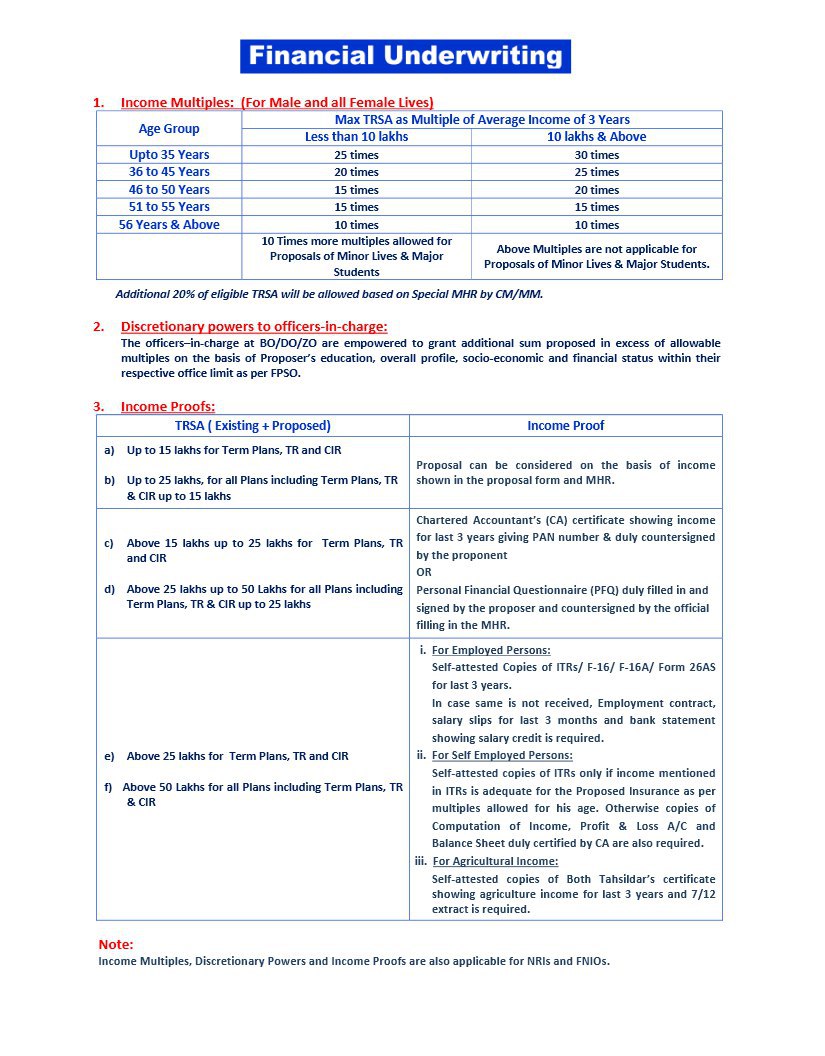 Financial Underwriting
1. Income Multiples: (For Male and all Female Lives)
Age Group
Max TRSA as Multiple of Average Income of 3 Years
Less than 10 lakhs 10 lakhs & Above
Upto 35 Years 25 times 30 times
36 to 45 Years 20 times 25 times
46 to 50 Years 15 times 20 times
51 to 55 Years 15 times 15 times
56 Years & Above 10 times 10 times
10 Times more multiples allowed for
Proposals of Minor Lives & Major
Students
Above Multiples are not applicable for
Proposals of Minor Lives & Major Students.
Additional 20% of eligible TRSA will be allowed based on Special MHR by CM/MM.
2. Discretionary powers to officers-in-charge:
The officers–in-charge at BO/DO/ZO are empowered to grant additional sum proposed in excess of allowable
multiples on the basis of Proposer’s education, overall profile, socio-economic and financial status within their
respective office limit as per FPSO.
3. Income Proofs:
TRSA ( Existing + Proposed) Income Proof
a) Up to 15 lakhs for Term Plans, TR and CIR
b) Up to 25 lakhs, for all Plans including Term Plans, TR
& CIR up to 15 lakhs
Proposal can be considered on the basis of income
shown in the proposal form and MHR.
c) Above 15 lakhs up to 25 lakhs for Term Plans, TR
and CIR
d) Above 25 lakhs up to 50 Lakhs for all Plans including
Term Plans, TR & CIR up to 25 lakhs
Chartered Accountant’s (CA) certificate showing income
for last 3 years giving PAN number & duly countersigned
by the proponent
OR
Personal Financial Questionnaire (PFQ) duly filled in and
signed by the proposer and countersigned by the official
filling in the MHR.
e) Above 25 lakhs for Term Plans, TR and CIR
f) Above 50 Lakhs for all Plans including Term Plans, TR
& CIR
i. For Employed Persons:
Self-attested Copies of ITRs/ F-16/ F-16A/ Form 26AS
for last 3 years.
In case same is not received, Employment contract,
salary slips for last 3 months and bank statement
showing salary credit is required.
ii. For Self Employed Persons:
Self-attested copies of ITRs only if income mentioned
in ITRs is adequate for the Proposed Insurance as per
multiples allowed for his age. Otherwise copies of
Computation of Income, Profit & Loss A/C and
Balance Sheet duly certified by CA are also required.
iii. For Agricultural Income:
Self-attested copies of Both Tahsildar’s certificate
showing agriculture income for last 3 years and 7/12
extract is required.
Note:
Income Multiples, Discretionary Powers and Income Proofs are also applicable for NRIs and FNIOs.